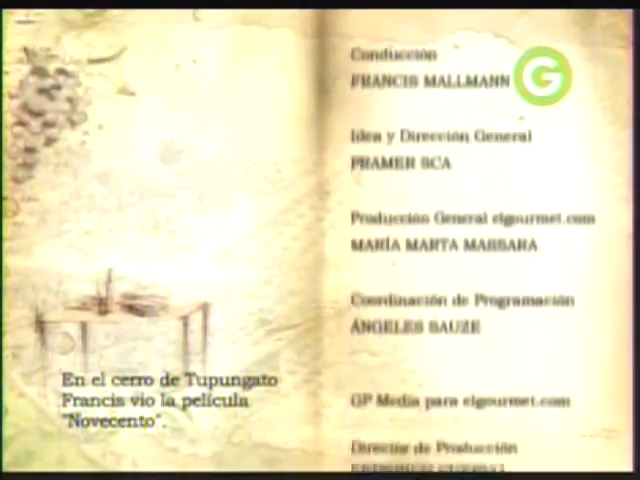 En el cerro de Tupungato
Francis vio la película
"Novecento".
Conducción
FRANCIS MALLMANN
G
Idea y Dirección General
PRAMER SCA
Producción General elgourmet.com
MARÍA MARTA MASSARA
Coordinación de Programación
ÁNGELES SAUZE
GP Media para elgourmet.com
Director de Producción